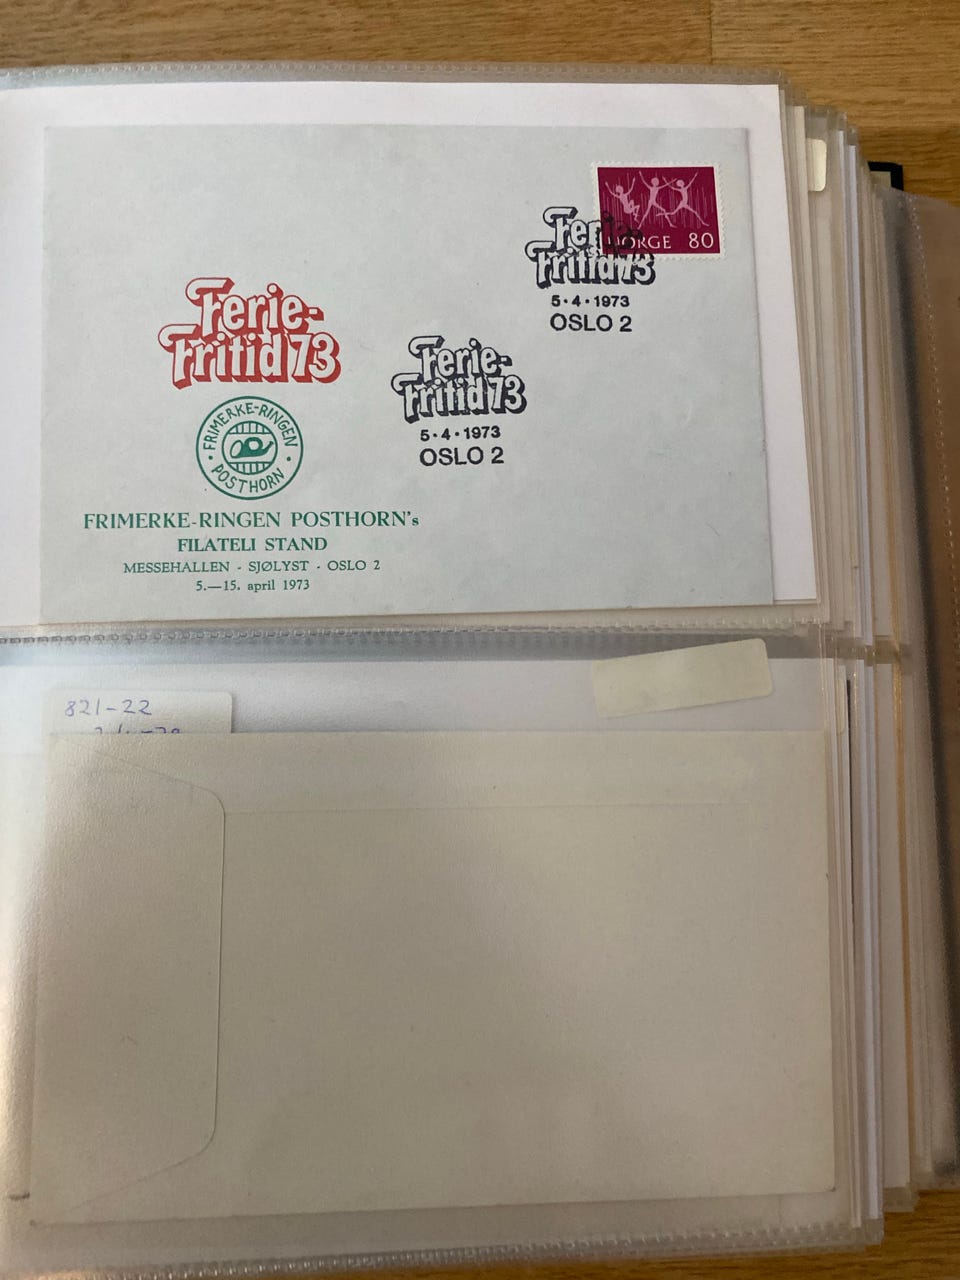 NORGE 80
Ferie-
fritid 73
5·4·1973
OSLO 2
Ferie-
fritid 73
Ferie-
fritid 73
5·4·1973
OSLO 2
FRIMERKE-RINGEN
POSTHORN
FRIMERKE-RINGEN POSTHORN's
FILATELI STAND
MESSEHALLEN - SJØLYST - OSLO 2
5.—15. april 1973
821-22